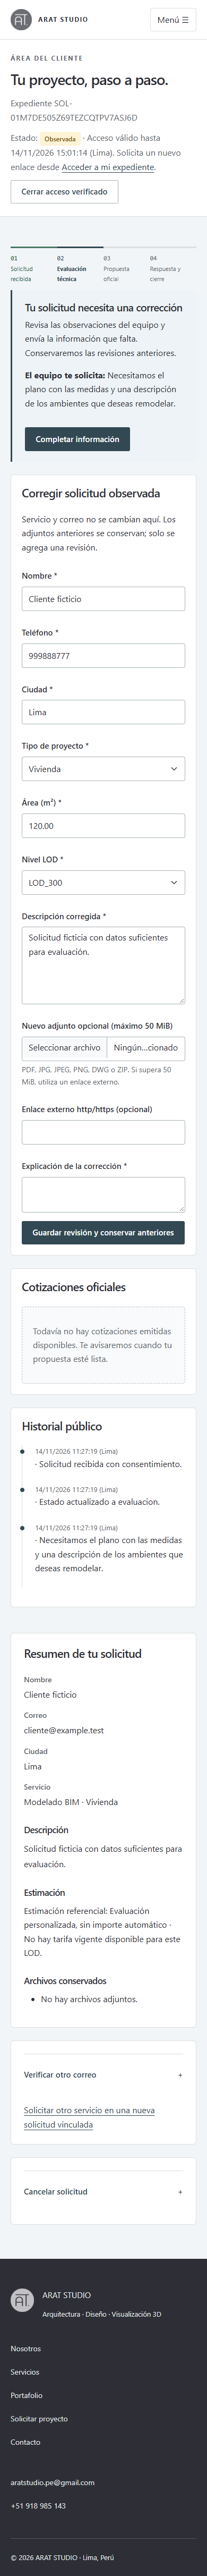 ARAT STUDIO
Menú ☰
ÁREA DEL CLIENTE
Tu proyecto, paso a paso.
Expediente SOL-
01M7DE505Z69TEZCQTPV7ASJ6D
Estado: Observada · Acceso válido hasta
14/11/2026 15:01:14 (Lima). Solicita un nuevo
enlace desde Acceder a mi expediente.
Cerrar acceso verificado
01 02 03 04
Solicitud recibida
Evaluación técnica
Propuesta oficial
Respuesta y cierre
Tu solicitud necesita una corrección
Revisa las observaciones del equipo y
envía la información que falta.
Conservaremos las revisiones anteriores.
El equipo te solicita: Necesitamos el
plano con las medidas y una descripción
de los ambientes que deseas remodelar.
Completar información
Corregir solicitud observada
Servicio y correo no se cambian aquí. Los
adjuntos anteriores se conservan; solo se
agrega una revisión.
Nombre *
Cliente ficticio
Teléfono *
999888777
Ciudad *
Lima
Tipo de proyecto *
Vivienda
Área (m²) *
120.00
Nivel LOD *
LOD_300
Descripción corregida *
Solicitud ficticia con datos suficientes
para evaluación.
Nuevo adjunto opcional (máximo 50 MiB)
Seleccionar archivo Ningún...cionado
PDF, JPG, JPEG, PNG, DWG o ZIP. Si supera 50
MiB, utiliza un enlace externo.
Enlace externo http/https (opcional)
Explicación de la corrección *
Guardar revisión y conservar anteriores
Cotizaciones oficiales
Todavía no hay cotizaciones emitidas
disponibles. Te avisaremos cuando tu
propuesta esté lista.
Historial público
14/11/2026 11:27:19 (Lima)
· Solicitud recibida con consentimiento.
14/11/2026 11:27:19 (Lima)
· Estado actualizado a evaluacion.
14/11/2026 11:27:19 (Lima)
· Necesitamos el plano con las medidas
y una descripción de los ambientes que
deseas remodelar.
Resumen de tu solicitud
Nombre
Cliente ficticio
Correo
cliente@example.test
Ciudad
Lima
Servicio
Modelado BIM · Vivienda
Descripción
Solicitud ficticia con datos suficientes para
evaluación.
Estimación
Estimación referencial: Evaluación
personalizada, sin importe automático ·
No hay tarifa vigente disponible para este
LOD.
Archivos conservados
• No hay archivos adjuntos.
Verificar otro correo +
Solicitar otro servicio en una nueva
solicitud vinculada
Cancelar solicitud +
ARAT STUDIO
Arquitectura · Diseño · Visualización 3D
Nosotros
Servicios
Portafolio
Solicitar proyecto
Contacto
aratstudio.pe@gmail.com
+51 918 985 143
© 2026 ARAT STUDIO · Lima, Perú